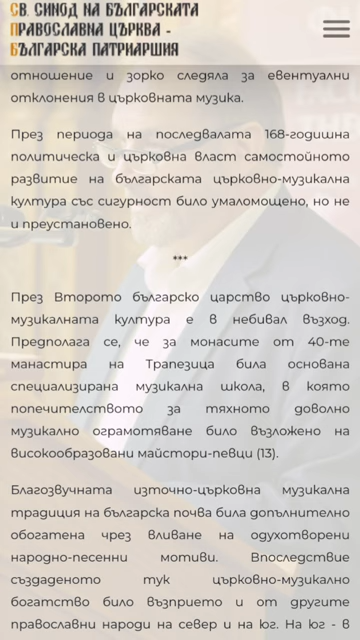 СВ. СИНОД НА БЪЛГАРСКАТА
ПРАВОСЛАВНА ЦЪРКВА -
БЪЛГАРСКА ПАТРИАРШИЯ
отношение и зорко следяла за евентуални
отклонения в църковната музика.
През периода на последвалата 168-годишна
политическа и църковна власт самостойното
развитие на българската църковно-музикална
култура със сигурност било умаломощено, но не
и преустановено.
***
През Второто българско царство църковно-
музикалната култура е в небивал възход.
Предполага се, че за монасите от 40-те
манастира на Трапезица била основана
специализирана музикална школа, в която
попечителството за тяхното доволно
музикално ограмотяване било възложено на
високообразовани майстори-певци (13).
Благозвучната източно-църковна музикална
традиция на българска почва била допълнително
обогатена чрез вливане на одухотворени
народно-песенни мотиви. Впоследствие
създаденото тук църковно-музикално
богатство било възприето и от другите
православни народи на север и на юг. На юг - в